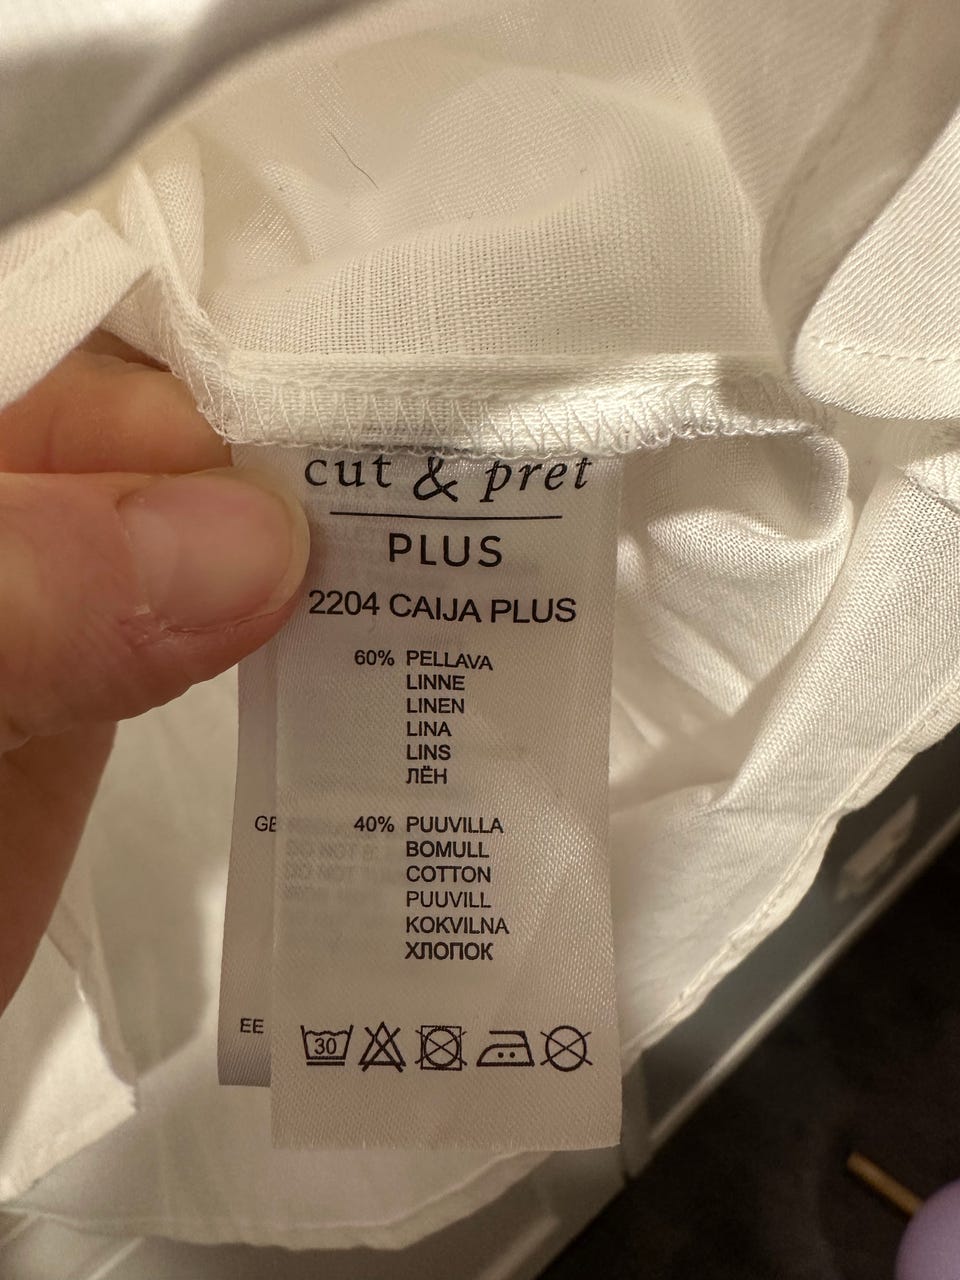 cut & pret
PLUS
2204 CAIJA PLUS
60% PELLAVA
LINNE
LINEN
LINA
LINS
ЛЁН
40% PUUVILLA
BOMULL
COTTON
PUUVILL
KOKVILNA
ХЛОПОК
30
GE
EE